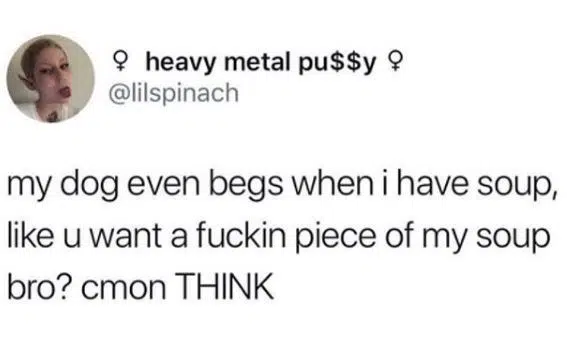 ♀ heavy metal pu$$y ♀
@lilspinach
my dog even begs when i have soup,
like u want a fuckin piece of my soup
bro? cmon THINK